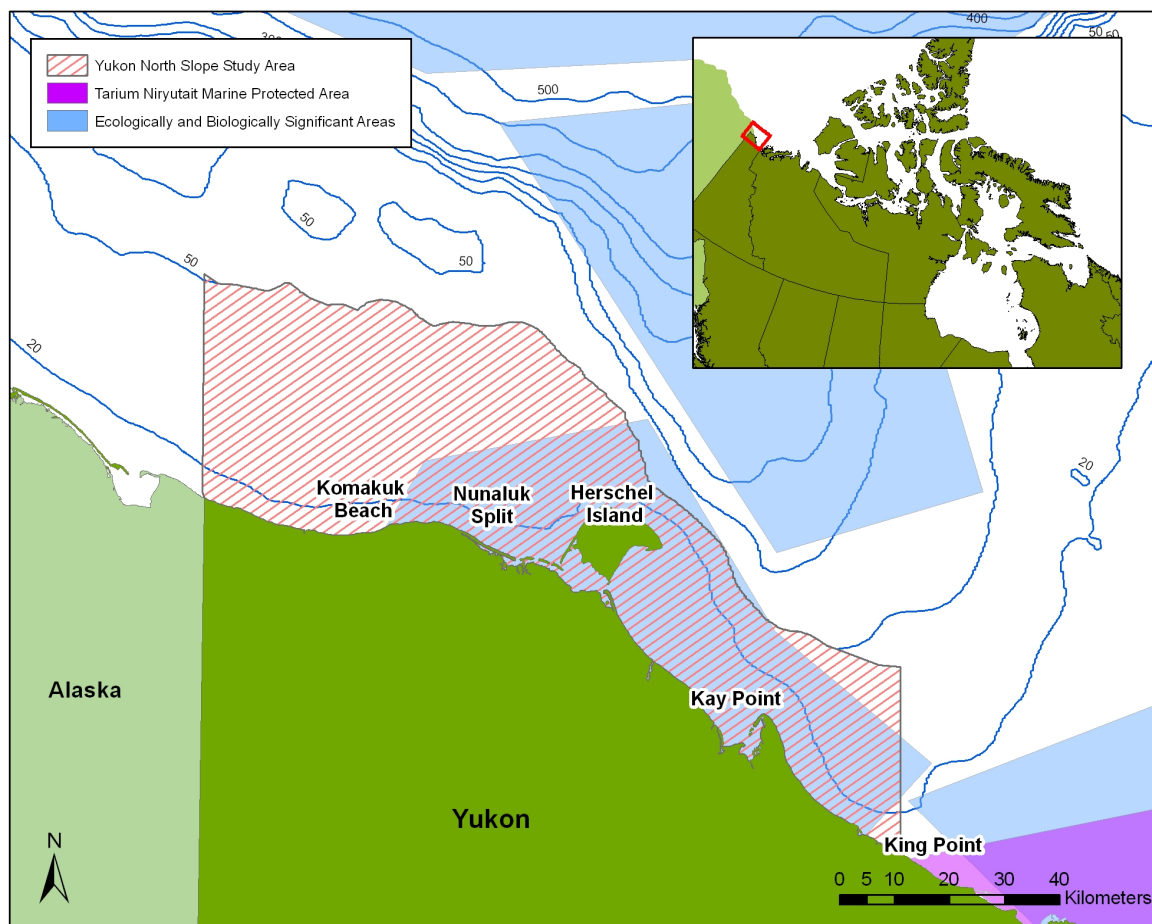 Yukon North Slope Study Area
Tarium Niryutait Marine Protected Area
Ecologically and Biologically Significant Areas
400
50
50
500
50
50
50
20
20
Komakuk
Beach
Nunaluk
Split
Herschel
Island
Alaska
Kay Point
Yukon
King Point
N
0 5 10 20 30 40
Kilometers